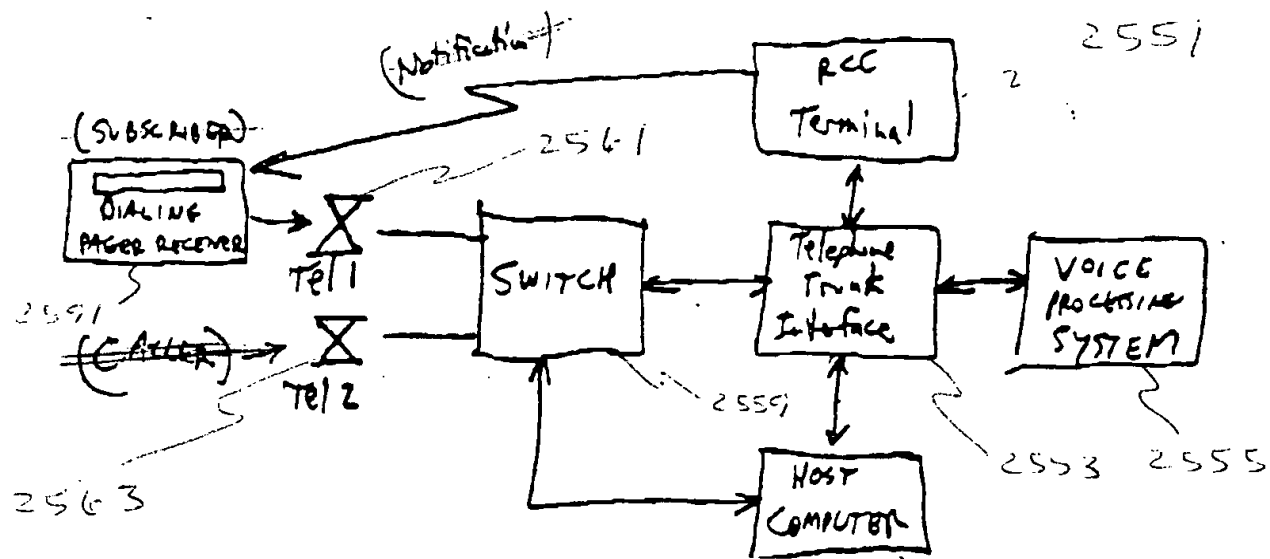 (Notification)
2551
RCC
Terminal
2
(SUBSCRIBER)
2561
DIALING
PAGER RECEIVER
Tel 1
SWITCH
Telephone
Trunk
Interface
VOICE
PROCESSING
SYSTEM
2591
(CALLER)
Tel 2
2559
2553
2555
2563
HOST
COMPUTER